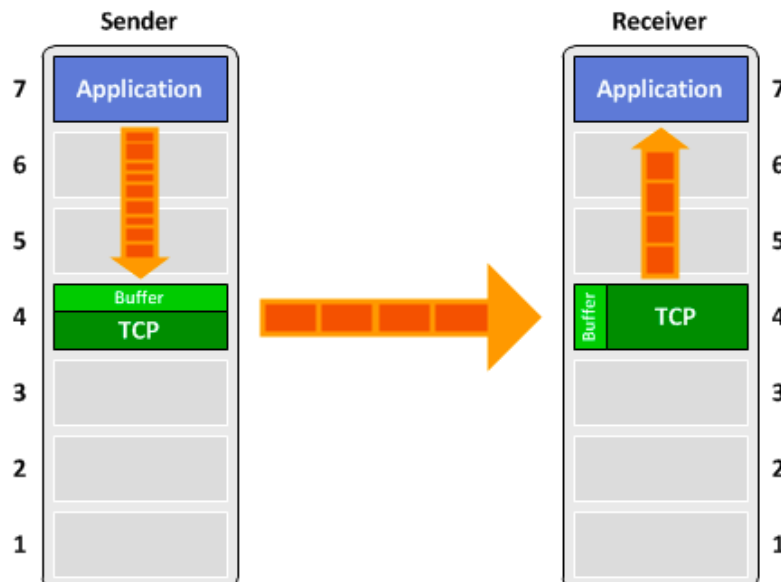 Sender
Receiver
7
Application
Application
7
6
6
5
5
Buffer
4
TCP
Buffer
TCP
4
3
3
2
2
1
1